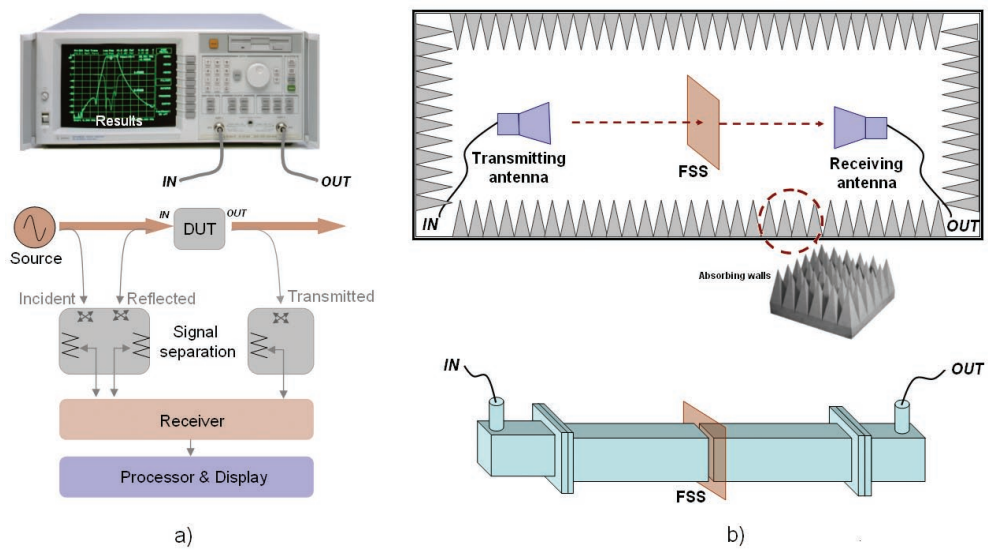 Results
IN
OUT
IN
OUT
DUT
Source
Incident
Reflected
Transmitted
Signal
separation
Receiver
Processor & Display
a)
Transmitting
antenna
FSS
Receiving
antenna
IN
OUT
Absorbing walls
IN
OUT
FSS
b)